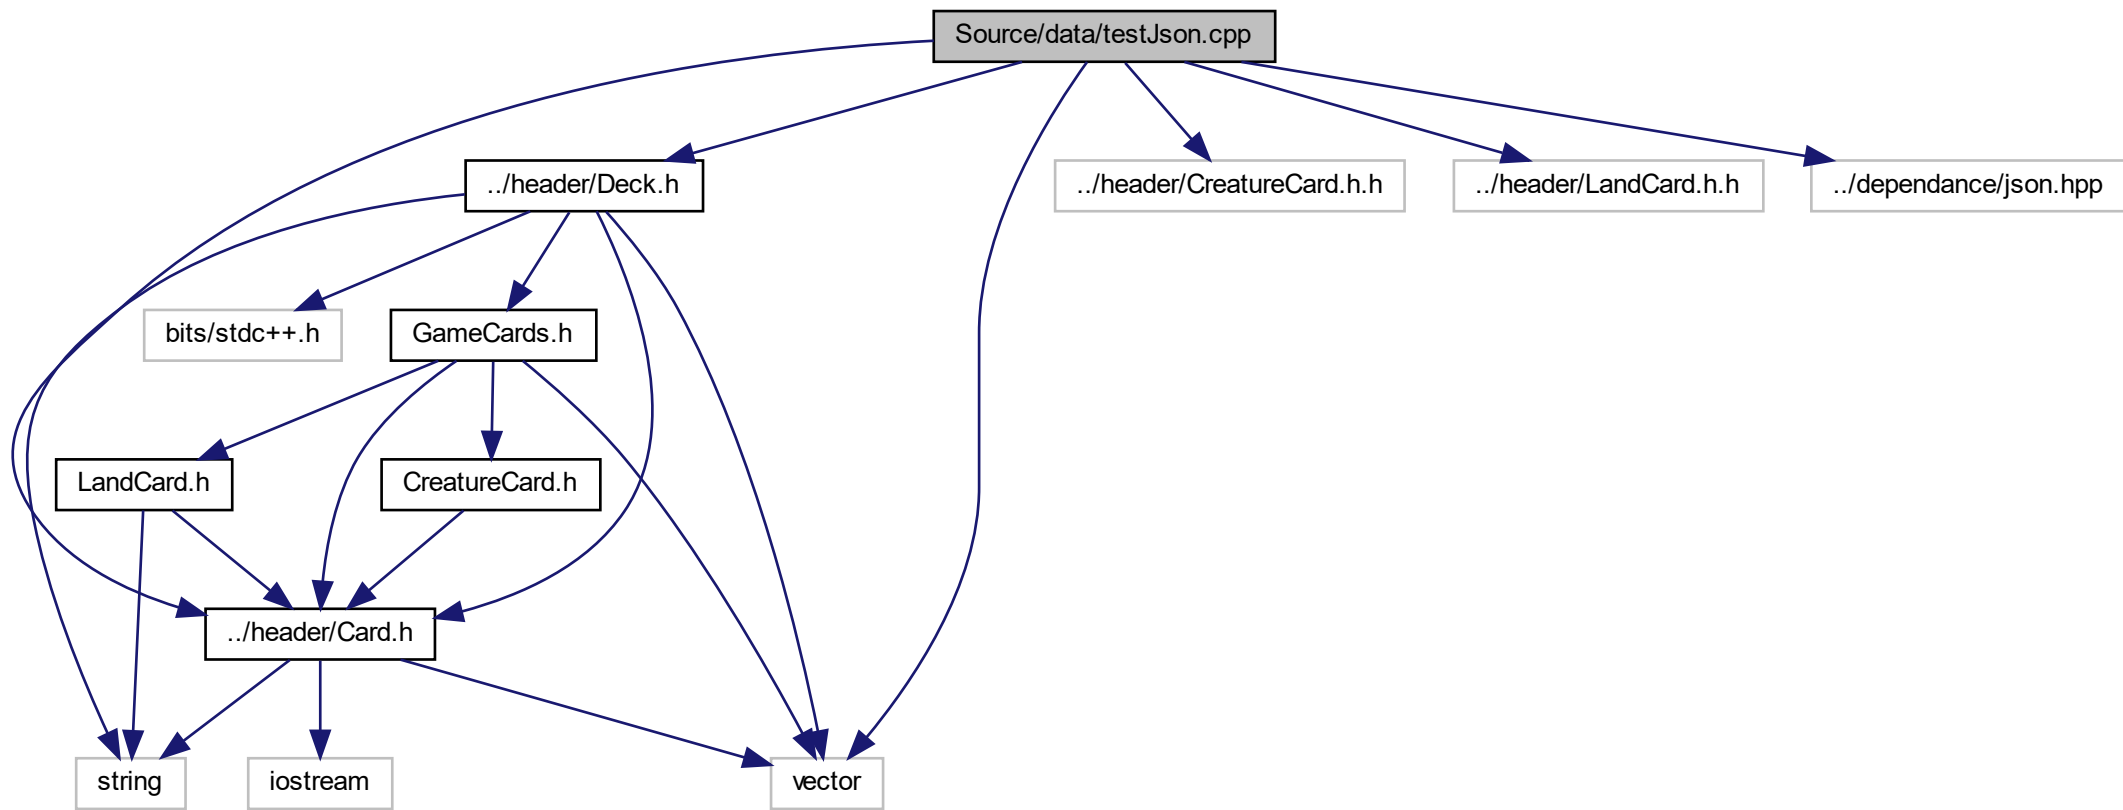 Source/data/testJson.cpp
../header/Deck.h
../header/CreatureCard.h.h
../header/LandCard.h.h
../dependance/json.hpp
bits/stdc++.h
GameCards.h
LandCard.h
CreatureCard.h
../header/Card.h
string
iostream
vector